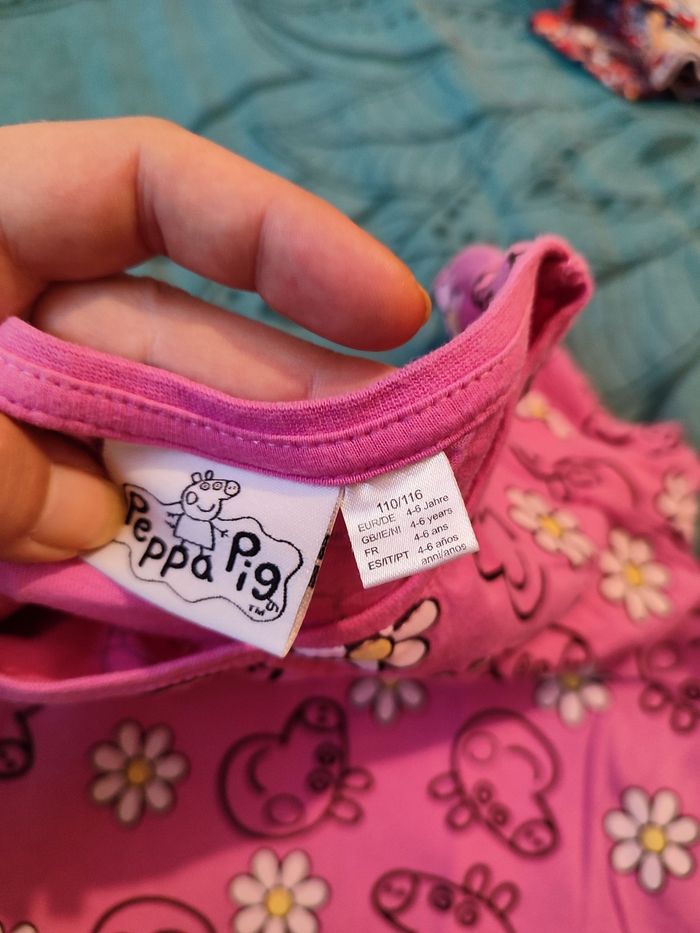 Peppa Pig
TM
110/116
EUR/DE 4-6 Jahre
GB/IE/NI 4-6 years
FR 4-6 ans
ES/IT/PT 4-6 años
anni/anos